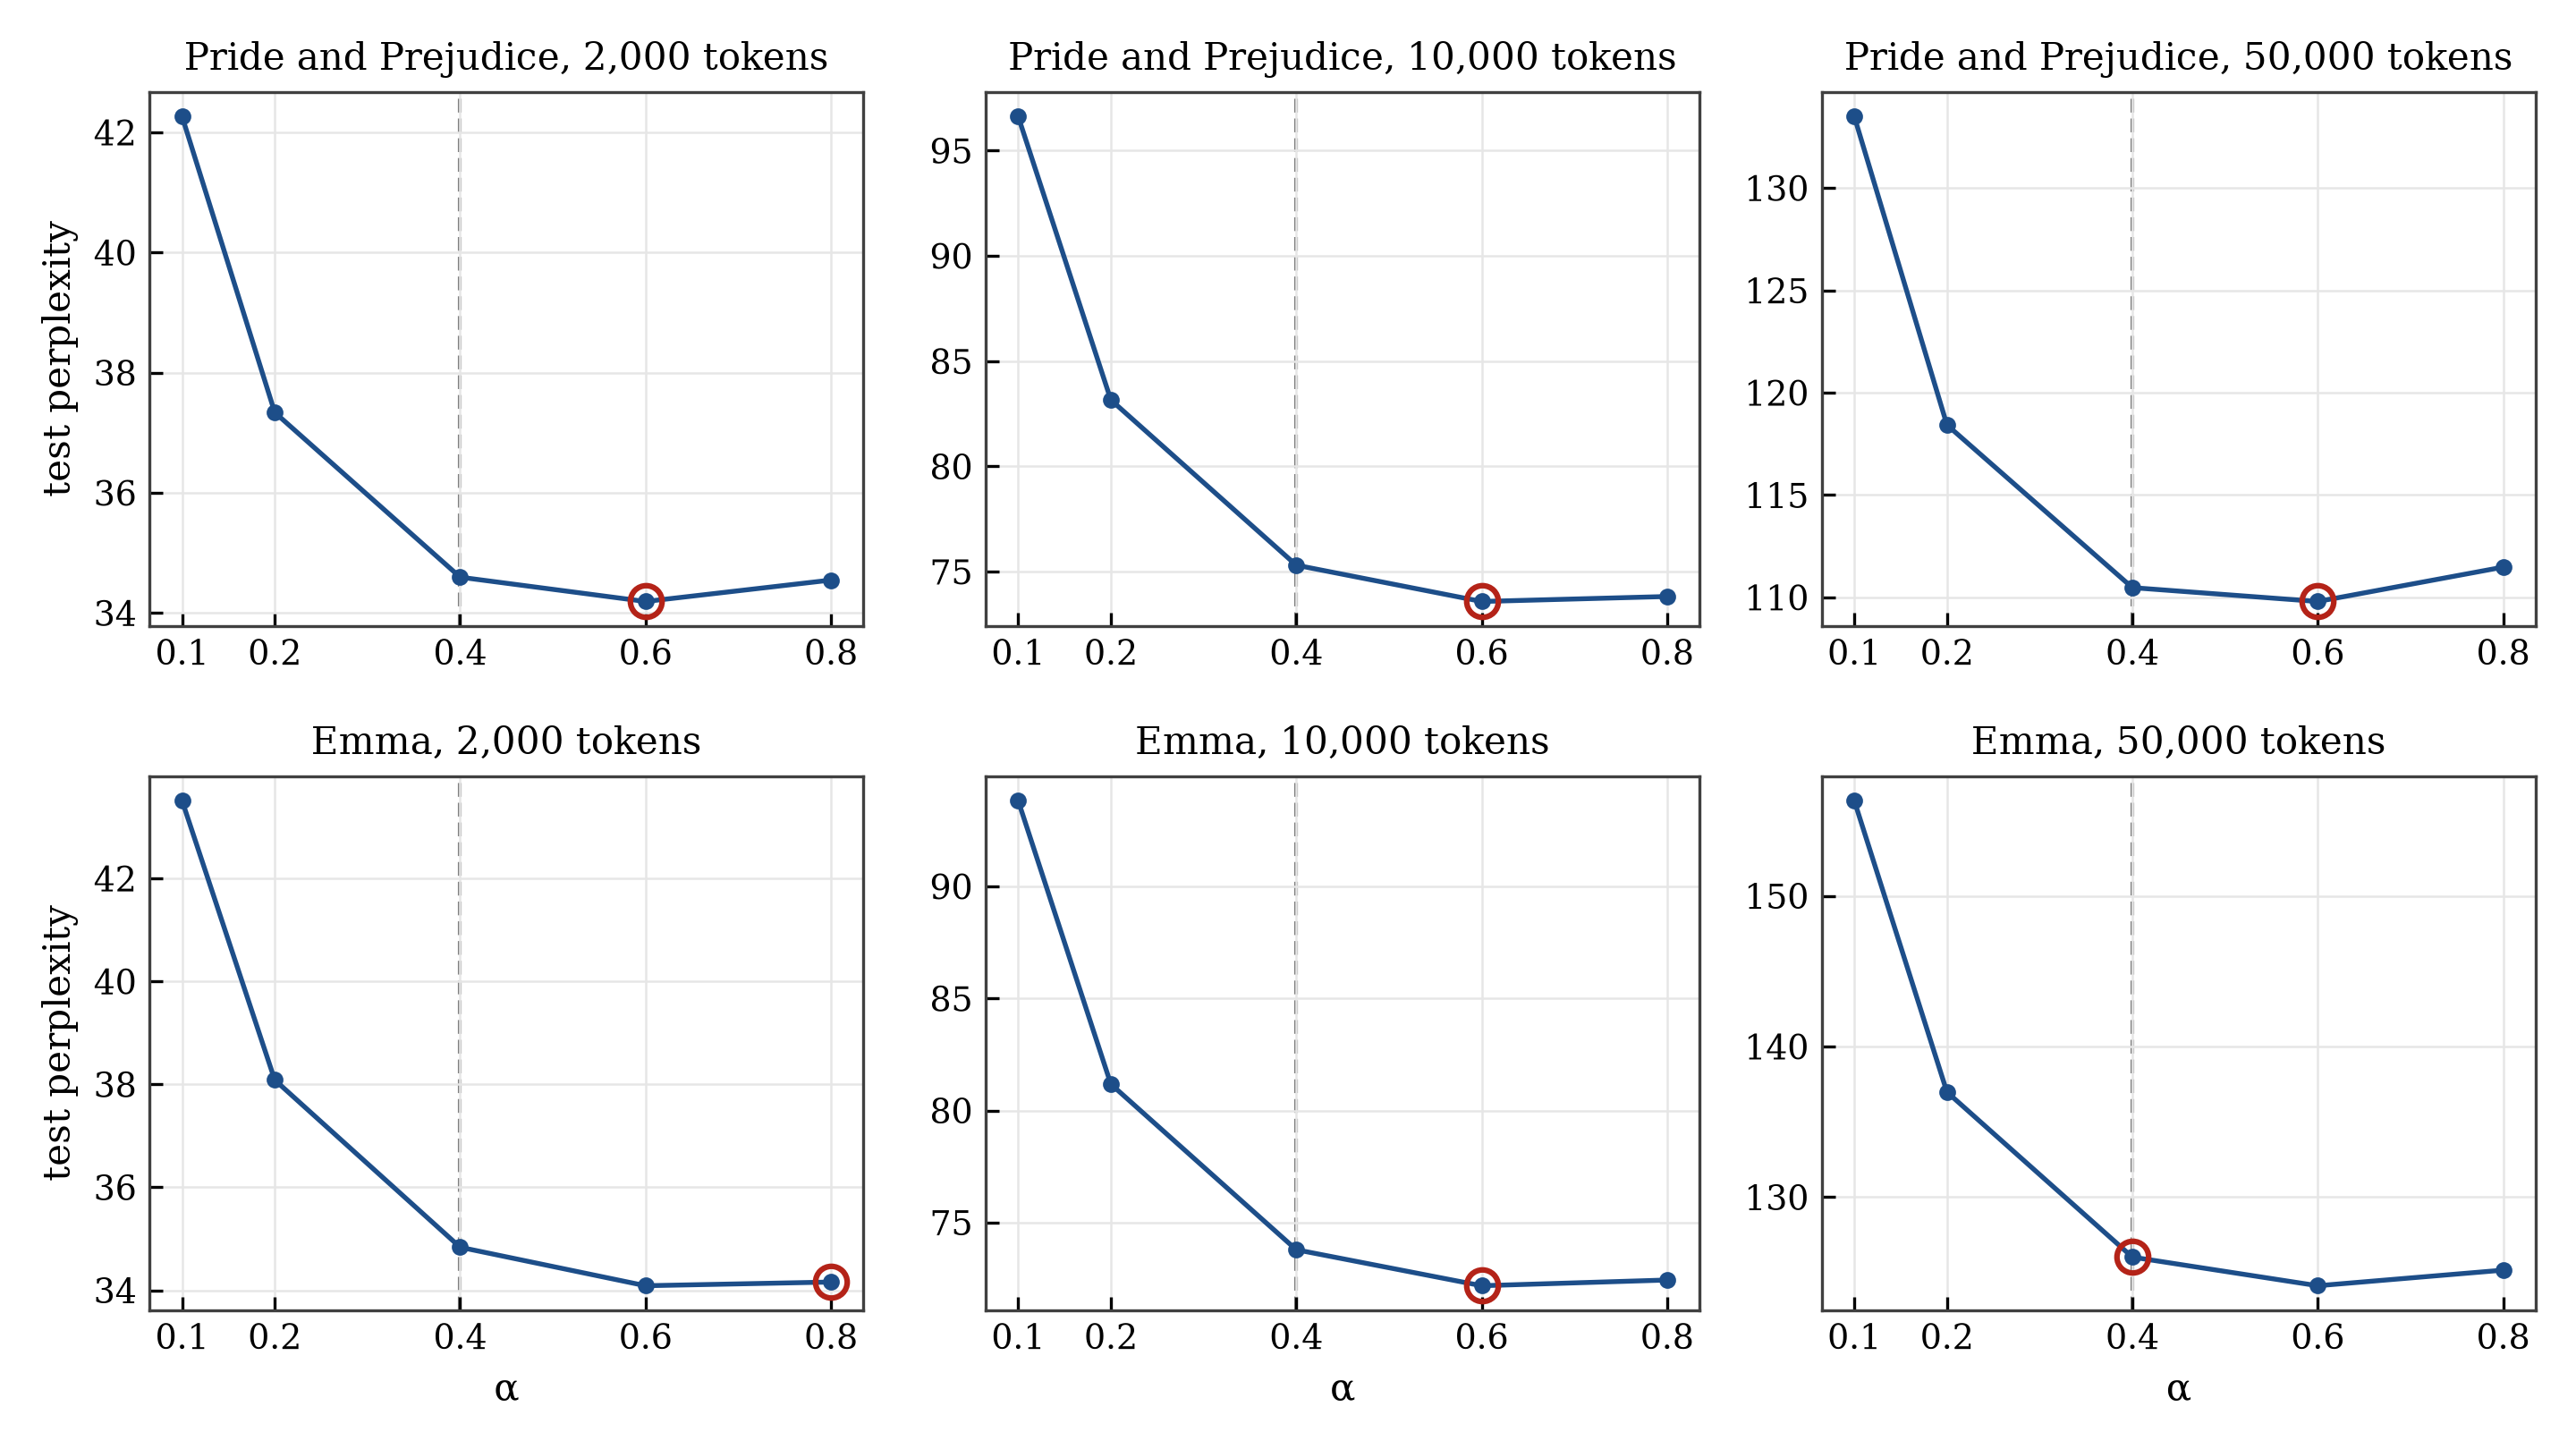 Pride and Prejudice, 2,000 tokens
test perplexity
42
40
38
36
34
0.1 0.2 0.4 0.6 0.8
Pride and Prejudice, 10,000 tokens
95
90
85
80
75
0.1 0.2 0.4 0.6 0.8
Pride and Prejudice, 50,000 tokens
130
125
120
115
110
0.1 0.2 0.4 0.6 0.8
Emma, 2,000 tokens
test perplexity
42
40
38
36
34
0.1 0.2 0.4 0.6 0.8
α
Emma, 10,000 tokens
90
85
80
75
0.1 0.2 0.4 0.6 0.8
α
Emma, 50,000 tokens
150
140
130
0.1 0.2 0.4 0.6 0.8
α